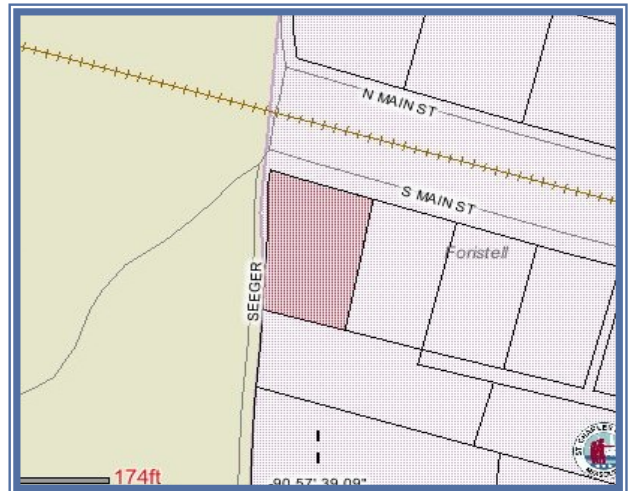 N MAIN ST
S MAIN ST
Foristell
SEEGER
174ft
-90 57' 39.09"